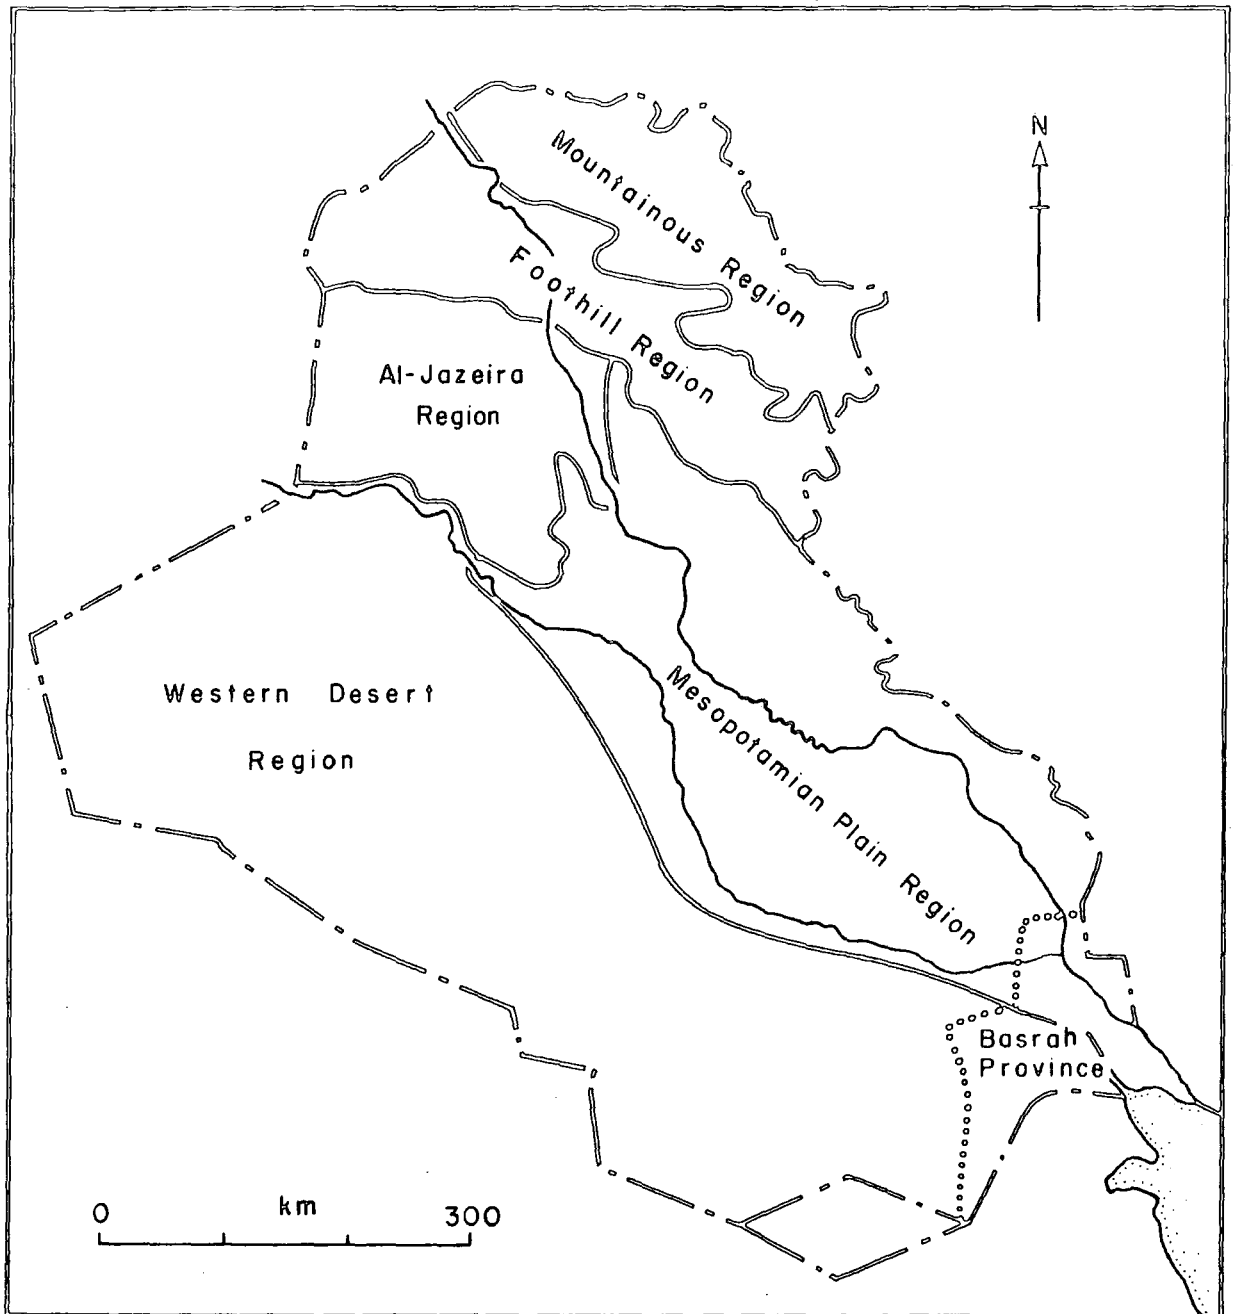 N
Mountainous Region
Foothill Region
Al-Jazeira
Region
Western Desert
Region
Mesopotamian Plain Region
Basrah
Province
km
0 300